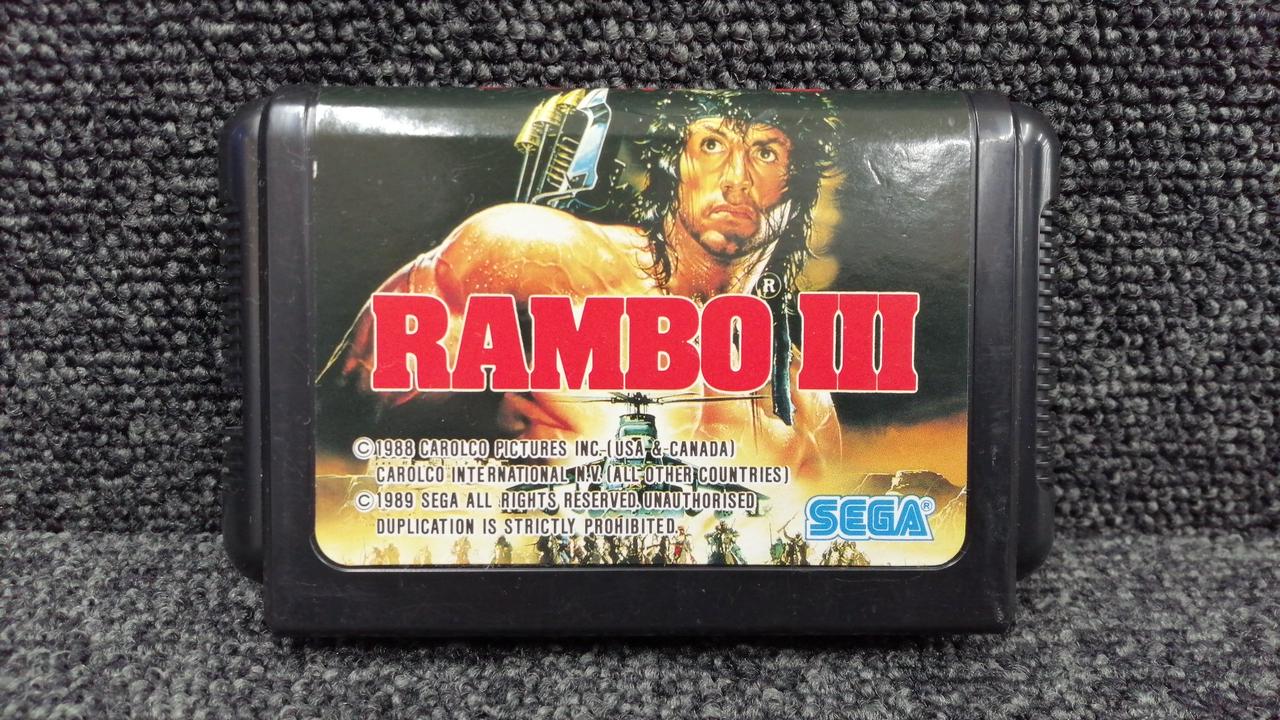 RAMBO® III
©1988 CAROLCO PICTURES INC.(USA & CANADA)
CAROLCO INTERNATIONAL N.V.(ALL OTHER COUNTRIES)
©1989 SEGA ALL RIGHTS RESERVED, UNAUTHORISED
DUPLICATION IS STRICTLY PROHIBITED.
SEGA®